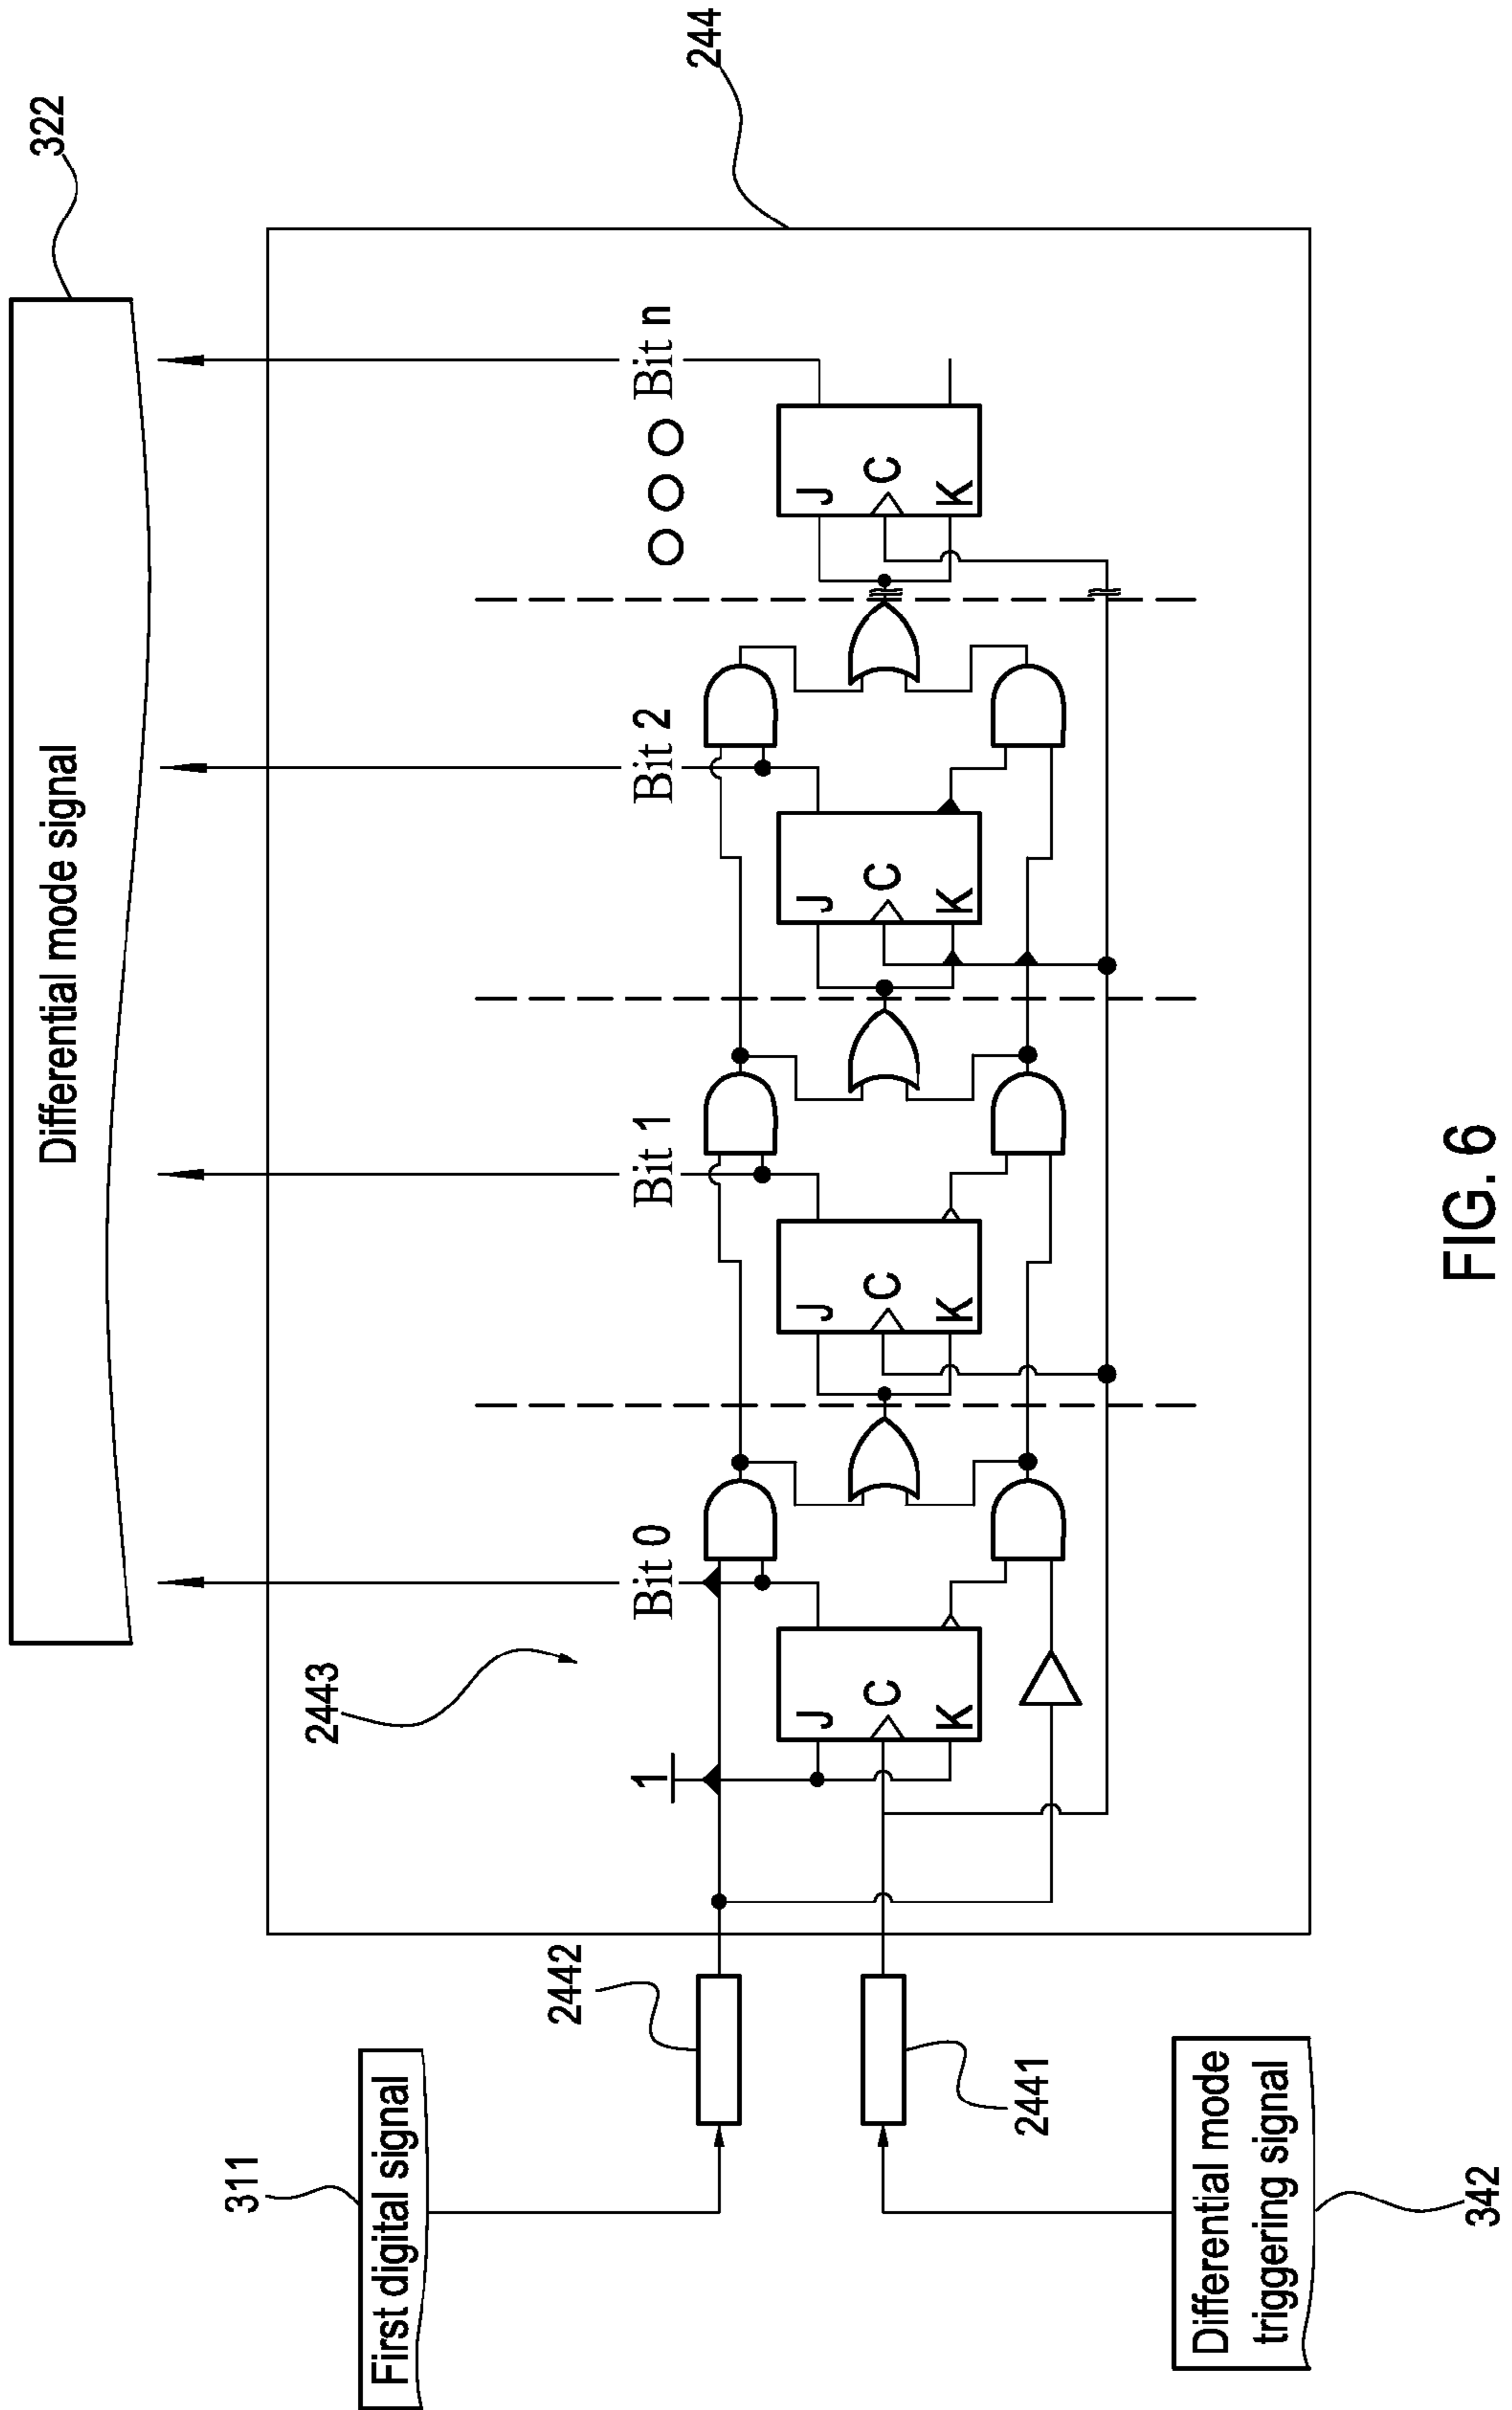 322
Differential mode signal
244
2443
Bit 0
Bit 1
Bit 2
Bit n
1
J
C
K
J
C
K
J
C
K
J
C
K
311
First digital signal
2442
2441
Differential mode
triggering signal
342
FIG. 6